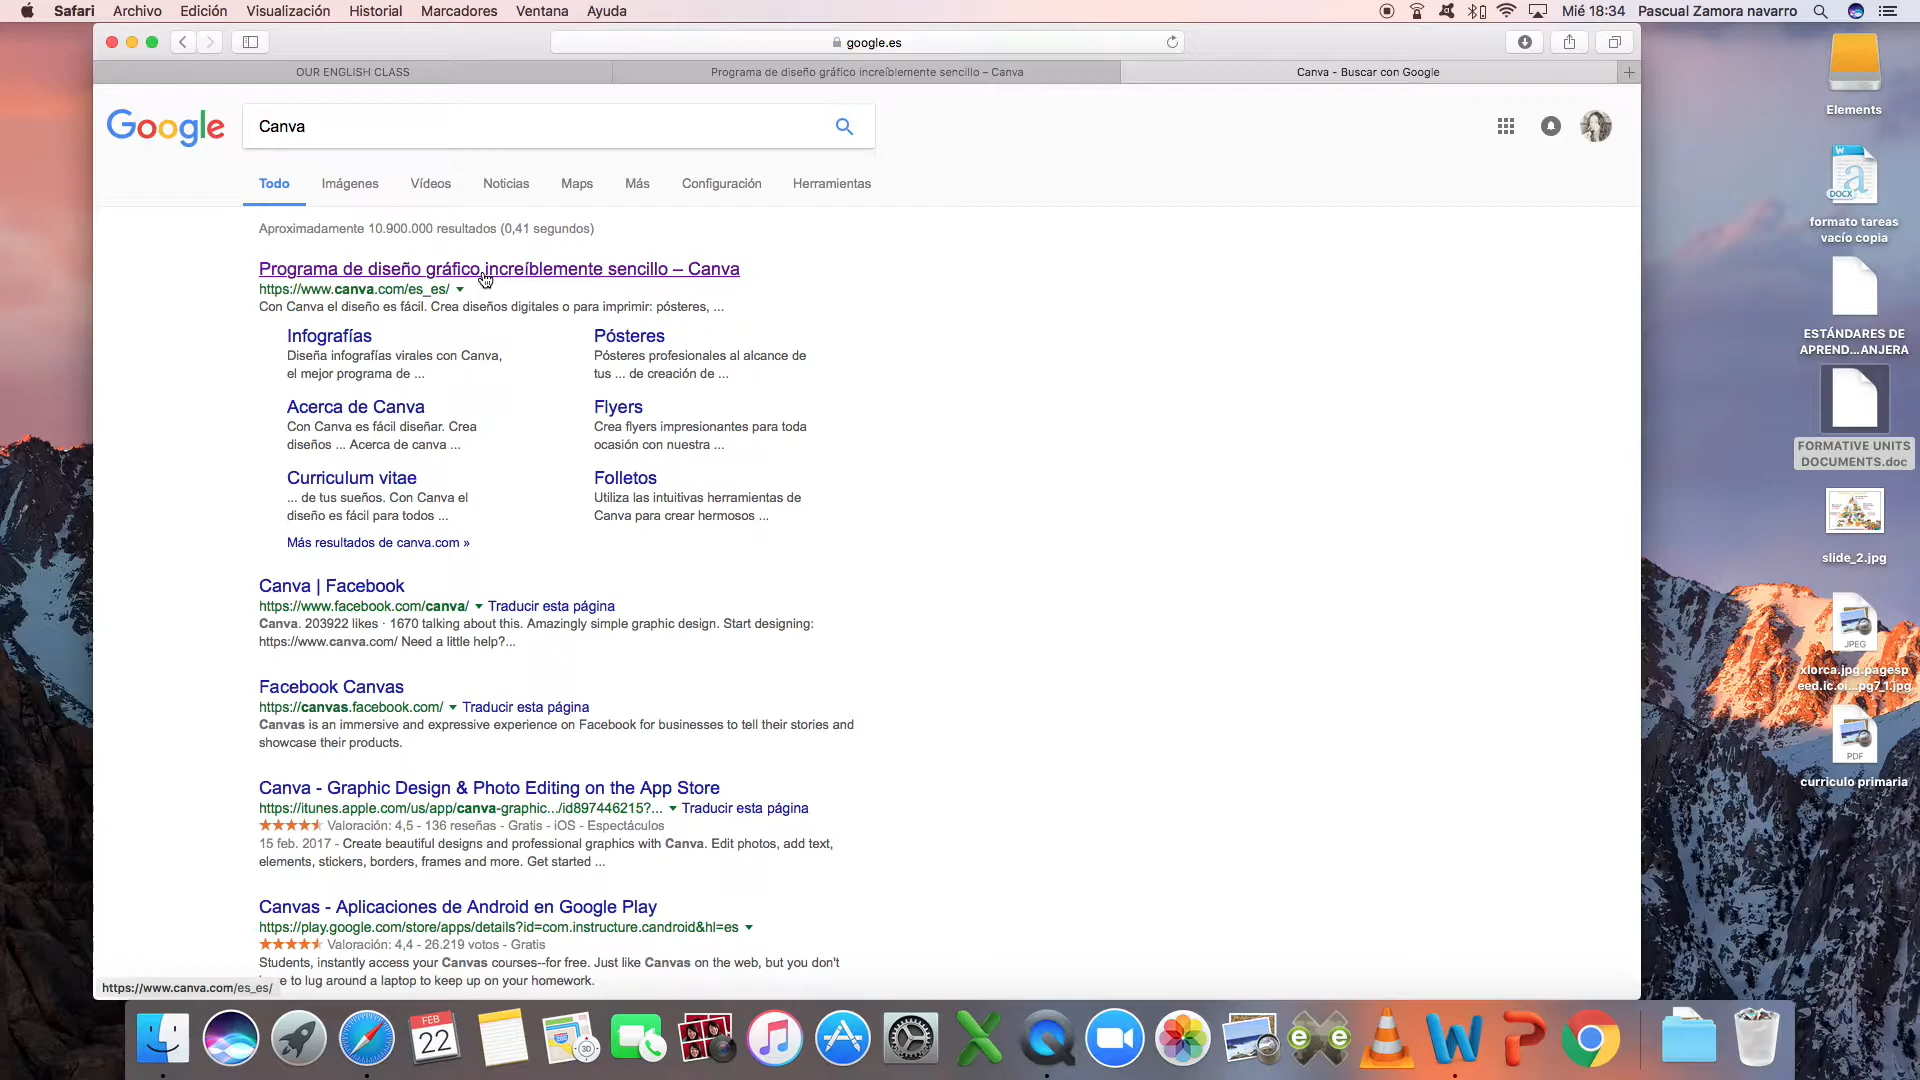 Safari Archivo Edición Visualización Historial Marcadores Ventana Ayuda
Mié 18:34 Pascual Zamora navarro
google.es
OUR ENGLISH CLASS
Programa de diseño gráfico increíblemente sencillo – Canva
Canva - Buscar con Google
Google
Canva
Todo Imágenes Vídeos Noticias Maps Más Configuración Herramientas
Aproximadamente 10.900.000 resultados (0,41 segundos)
Programa de diseño gráfico increíblemente sencillo – Canva
https://www.canva.com/es_es/
Con Canva el diseño es fácil. Crea diseños digitales o para imprimir: pósteres, ...
Infografías
Diseña infografías virales con Canva,
el mejor programa de ...
Pósteres
Pósteres profesionales al alcance de
tus ... de creación de ...
Acerca de Canva
Con Canva es fácil diseñar. Crea
diseños ... Acerca de canva ...
Flyers
Crea flyers impresionantes para toda
ocasión con nuestra ...
Curriculum vitae
... de tus sueños. Con Canva el
diseño es fácil para todos ...
Folletos
Utiliza las intuitivas herramientas de
Canva para crear hermosos ...
Más resultados de canva.com »
Canva | Facebook
https://www.facebook.com/canva/ Traducir esta página
Canva. 203922 likes · 1670 talking about this. Amazingly simple graphic design. Start designing:
https://www.canva.com/ Need a little help?...
Facebook Canvas
https://canvas.facebook.com/ Traducir esta página
Canvas is an immersive and expressive experience on Facebook for businesses to tell their stories and
showcase their products.
Canva - Graphic Design & Photo Editing on the App Store
https://itunes.apple.com/us/app/canva-graphic.../id897446215?... Traducir esta página
Valoración: 4,5 - 136 reseñas - Gratis - iOS - Espectáculos
15 feb. 2017 - Create beautiful designs and professional graphics with Canva. Edit photos, add text,
elements, stickers, borders, frames and more. Get started ...
Canvas - Aplicaciones de Android en Google Play
https://play.google.com/store/apps/details?id=com.instructure.candroid&hl=es
Valoración: 4,4 - 26.219 votos - Gratis
Students, instantly access your Canvas courses--for free. Just like Canvas on the web, but you don't
to lug around a laptop to keep up on your homework.
https://www.canva.com/es_es/
Elements
DOCX
formato tareas
vacío copia
ESTÁNDARES DE
APREND...ANJERA
FORMATIVE UNITS
DOCUMENTS.doc
slide_2.jpg
JPEG
xlorca.jpg.pagesp
eed.ic.oi...pg7 1.jpg
PDF
curriculo primaria
FEB
22
3D